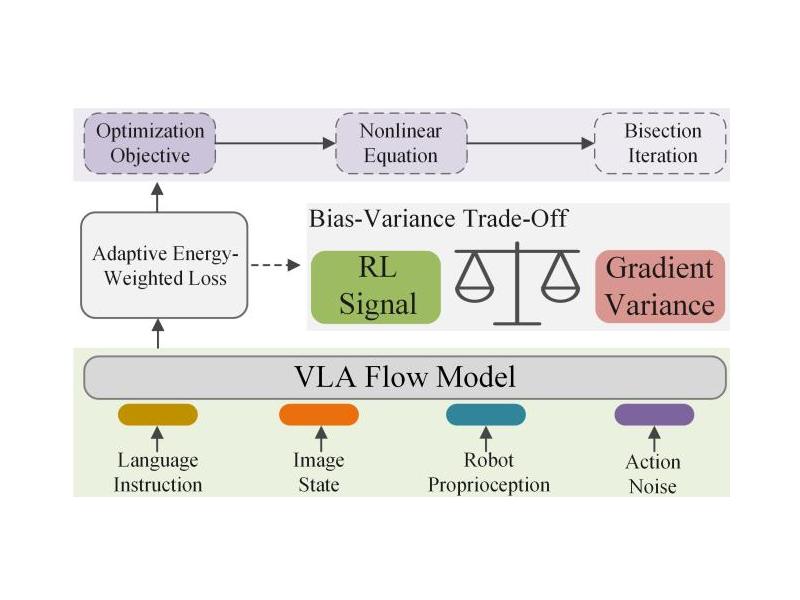 Optimization
Objective
Nonlinear
Equation
Bisection
Iteration
Adaptive Energy-
Weighted Loss
Bias-Variance Trade-Off
RL
Signal
Gradient
Variance
VLA Flow Model
Language
Instruction
Image
State
Robot
Proprioception
Action
Noise